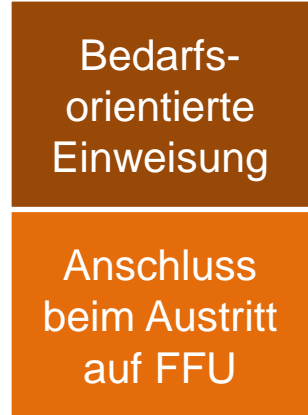 Bedarfs-
orientierte
Einweisung
Anschluss
beim Austritt
auf FFU